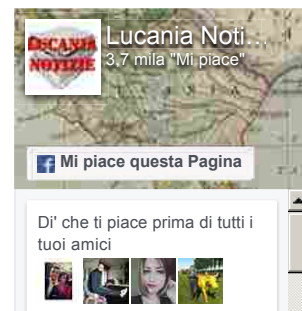 LUCANIA
NOTIZIE
Lucania Noti...
3,7 mila "Mi piace"
Mi piace questa Pagina
Di' che ti piace prima di tutti i
tuoi amici